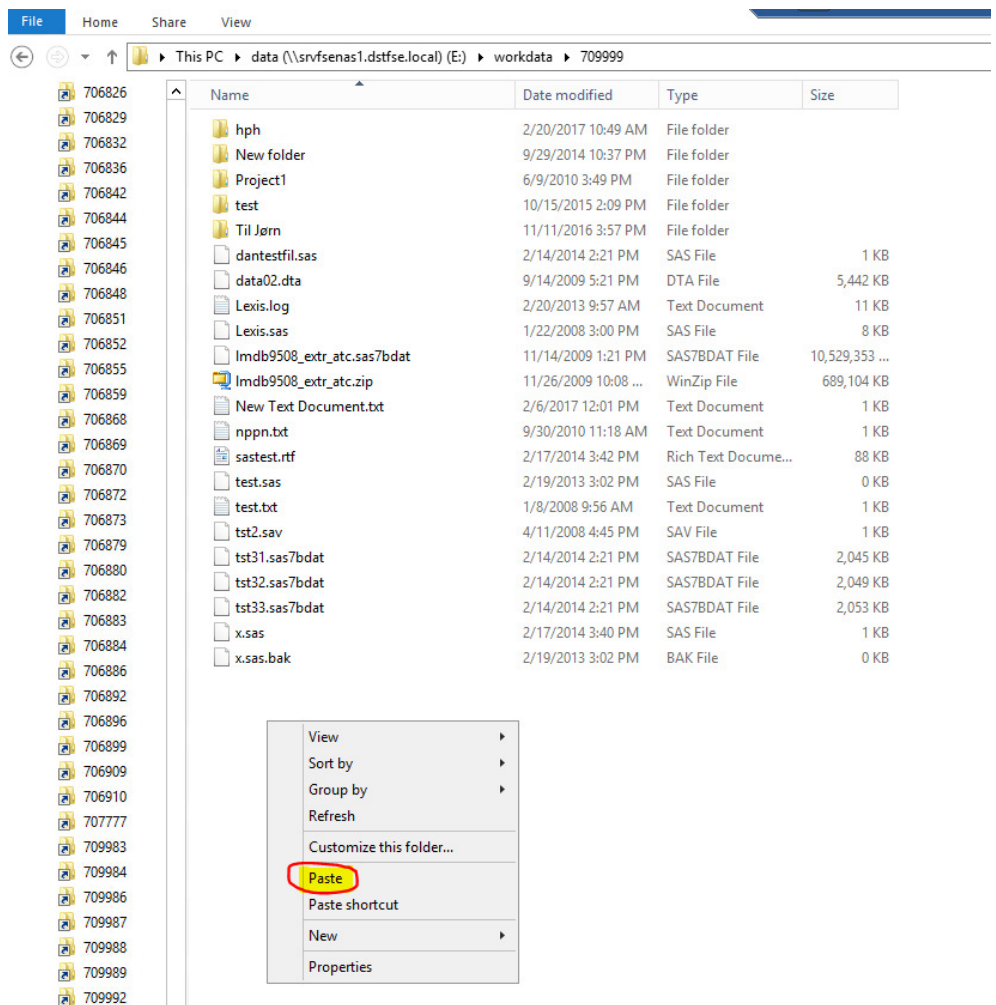 File Home Share View
This PC data (\\srvfsenas1.dstfse.local) (E:) workdata 709999
706826
706829
706832
706836
706842
706844
706845
706846
706848
706851
706852
706855
706859
706868
706869
706870
706872
706873
706879
706880
706882
706883
706884
706886
706892
706896
706899
706909
706910
707777
709983
709984
709986
709987
709988
709989
709992
Name Date modified Type Size
hph 2/20/2017 10:49 AM File folder
New folder 9/29/2014 10:37 PM File folder
Project1 6/9/2010 3:49 PM File folder
test 10/15/2015 2:09 PM File folder
Til Jørn 11/11/2016 3:57 PM File folder
dantestfil.sas 2/14/2014 2:21 PM SAS File 1 KB
data02.dta 9/14/2009 5:21 PM DTA File 5,442 KB
Lexis.log 2/20/2013 9:57 AM Text Document 11 KB
Lexis.sas 1/22/2008 3:00 PM SAS File 8 KB
lmdb9508_extr_atc.sas7bdat 11/14/2009 1:21 PM SAS7BDAT File 10,529,353 ...
lmdb9508_extr_atc.zip 11/26/2009 10:08 ... WinZip File 689,104 KB
New Text Document.txt 2/6/2017 12:01 PM Text Document 1 KB
nppn.txt 9/30/2010 11:18 AM Text Document 1 KB
sastest.rtf 2/17/2014 3:42 PM Rich Text Docume... 88 KB
test.sas 2/19/2013 3:02 PM SAS File 0 KB
test.txt 1/8/2008 9:56 AM Text Document 1 KB
tst2.sav 4/11/2008 4:45 PM SAV File 1 KB
tst31.sas7bdat 2/14/2014 2:21 PM SAS7BDAT File 2,045 KB
tst32.sas7bdat 2/14/2014 2:21 PM SAS7BDAT File 2,049 KB
tst33.sas7bdat 2/14/2014 2:21 PM SAS7BDAT File 2,053 KB
x.sas 2/17/2014 3:40 PM SAS File 1 KB
x.sas.bak 2/19/2013 3:02 PM BAK File 0 KB
View
Sort by
Group by
Refresh
Customize this folder...
Paste
Paste shortcut
New
Properties